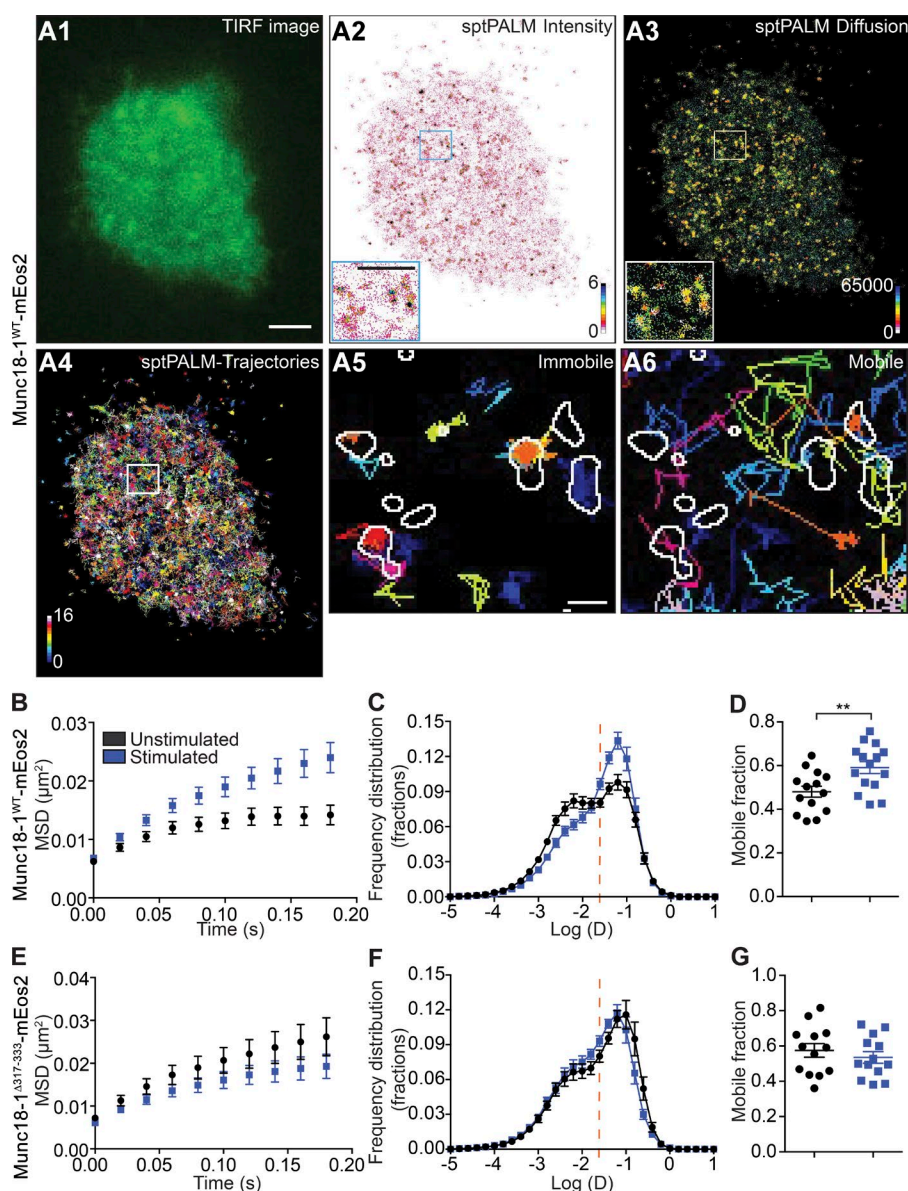 A1 TIRF image
A2 sptPALM Intensity
6
0
A3 sptPALM Diffusion
65000
0
Munc18-1WT-mEos2
A4 sptPALM-Trajectories
16
0
A5 Immobile
A6 Mobile
B
Munc18-1WT-mEos2
MSD (µm2)
0.03
0.02
0.01
0.00
Unstimulated
Stimulated
0.00 0.05 0.10 0.15 0.20
Time (s)
C
Frequency distribution
(fractions)
0.15
0.12
0.09
0.06
0.03
0.00
-5 -4 -3 -2 -1 0 1
Log (D)
D
**
Mobile fraction
0.8
0.6
0.4
0.2
0.0
E
Munc18-1Δ317-333-mEos2
MSD (µm2)
0.04
0.03
0.02
0.01
0.00
0.00 0.05 0.10 0.15 0.20
Time (s)
F
Frequency distribution
(fractions)
0.15
0.12
0.09
0.06
0.03
0.00
-5 -4 -3 -2 -1 0 1
Log (D)
G
Mobile fraction
1.0
0.8
0.6
0.4
0.2
0.0